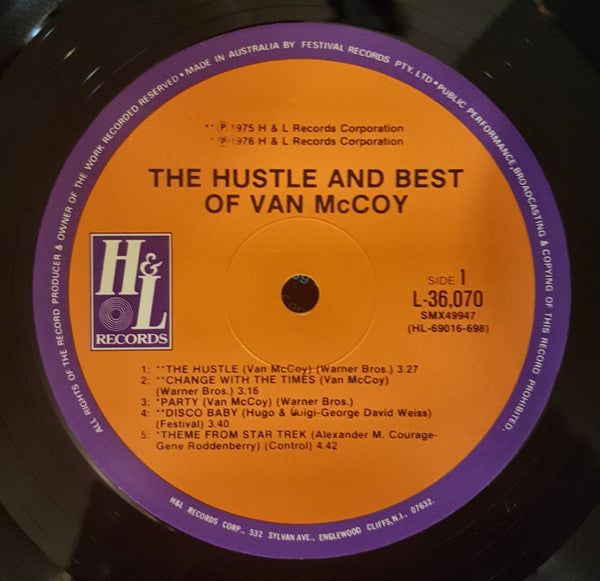 ALL RIGHTS OF THE RECORD PRODUCER & OWNER OF THE WORK RECORDED RESERVED • MADE IN AUSTRALIA BY FESTIVAL RECORDS PTY. LTD • PUBLIC PERFORMANCE, BROADCASTING & COPYING OF THIS RECORD PROHIBITED.
** ℗ 1975 H & L Records Corporation
* ℗ 1976 H & L Records Corporation
THE HUSTLE AND BEST
OF VAN McCOY
H&L
RECORDS
SIDE 1
L-36,070
SMX49947
(HL-69016-698)
1: **THE HUSTLE (Van McCoy) (Warner Bros.) 3.27
2: **CHANGE WITH THE TIMES (Van McCoy)
(Warner Bros.) 3.16
3: *PARTY (Van McCoy) (Warner Bros.)
4: **DISCO BABY (Hugo & Luigi-George David Weiss)
(Festival) 3.40
5: *THEME FROM STAR TREK (Alexander M. Courage-
Gene Roddenberry) (Control) 4.42
H&L RECORDS CORP., 532 SYLVAN AVE., ENGLEWOOD CLIFFS, N.J., 07632.